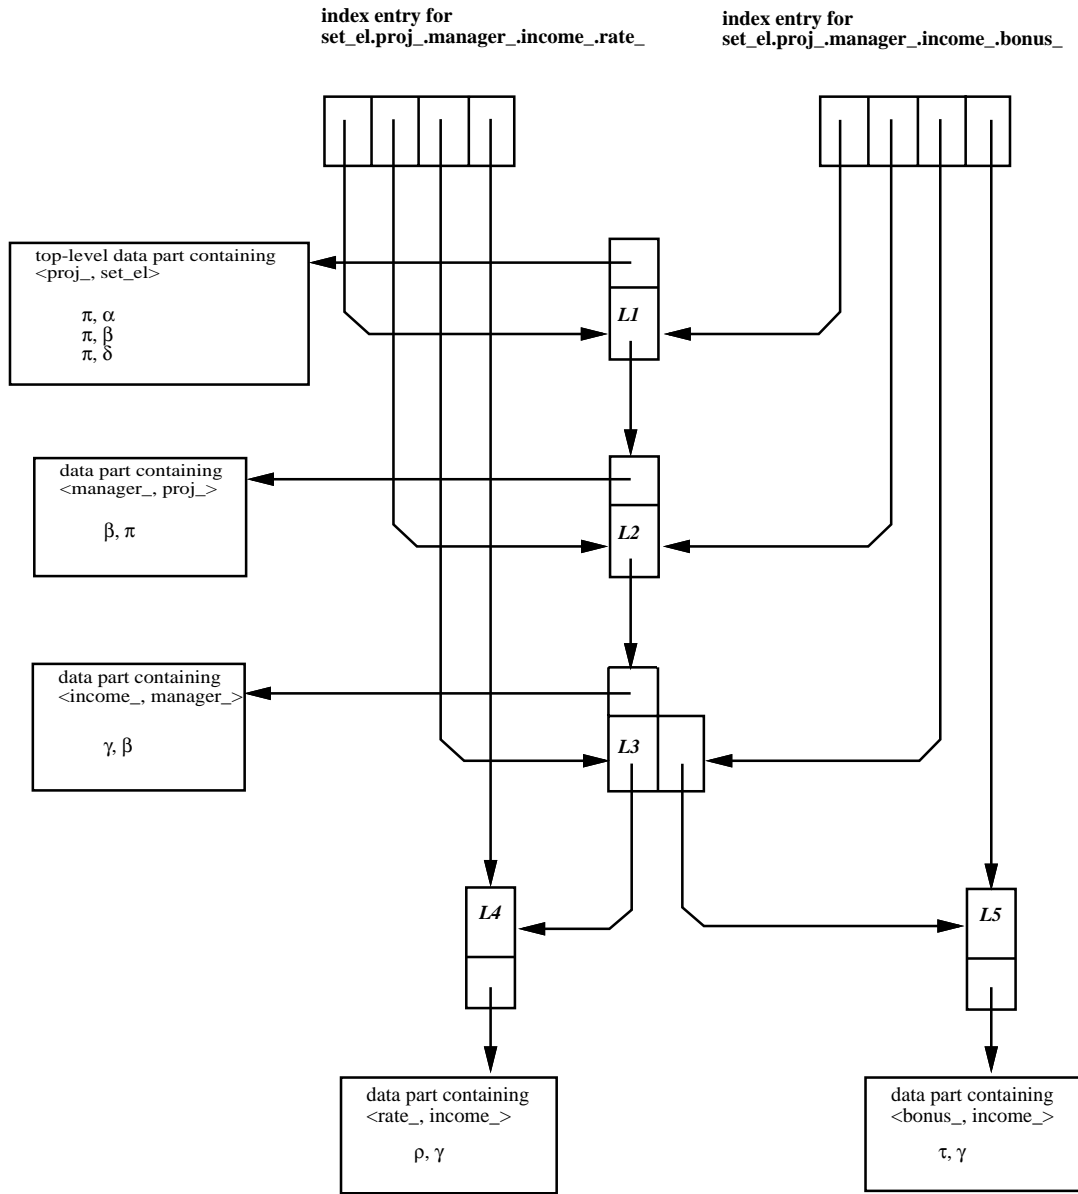 index entry for
set_el.proj_.manager_.income_.rate_
index entry for
set_el.proj_.manager_.income_.bonus_
top-level data part containing
<proj_, set_el>
π, α
π, β
π, δ
L1
data part containing
<manager_, proj_>
β, π
L2
data part containing
<income_, manager_>
γ, β
L3
L4
L5
data part containing
<rate_, income_>
ρ, γ
data part containing
<bonus_, income_>
τ, γ